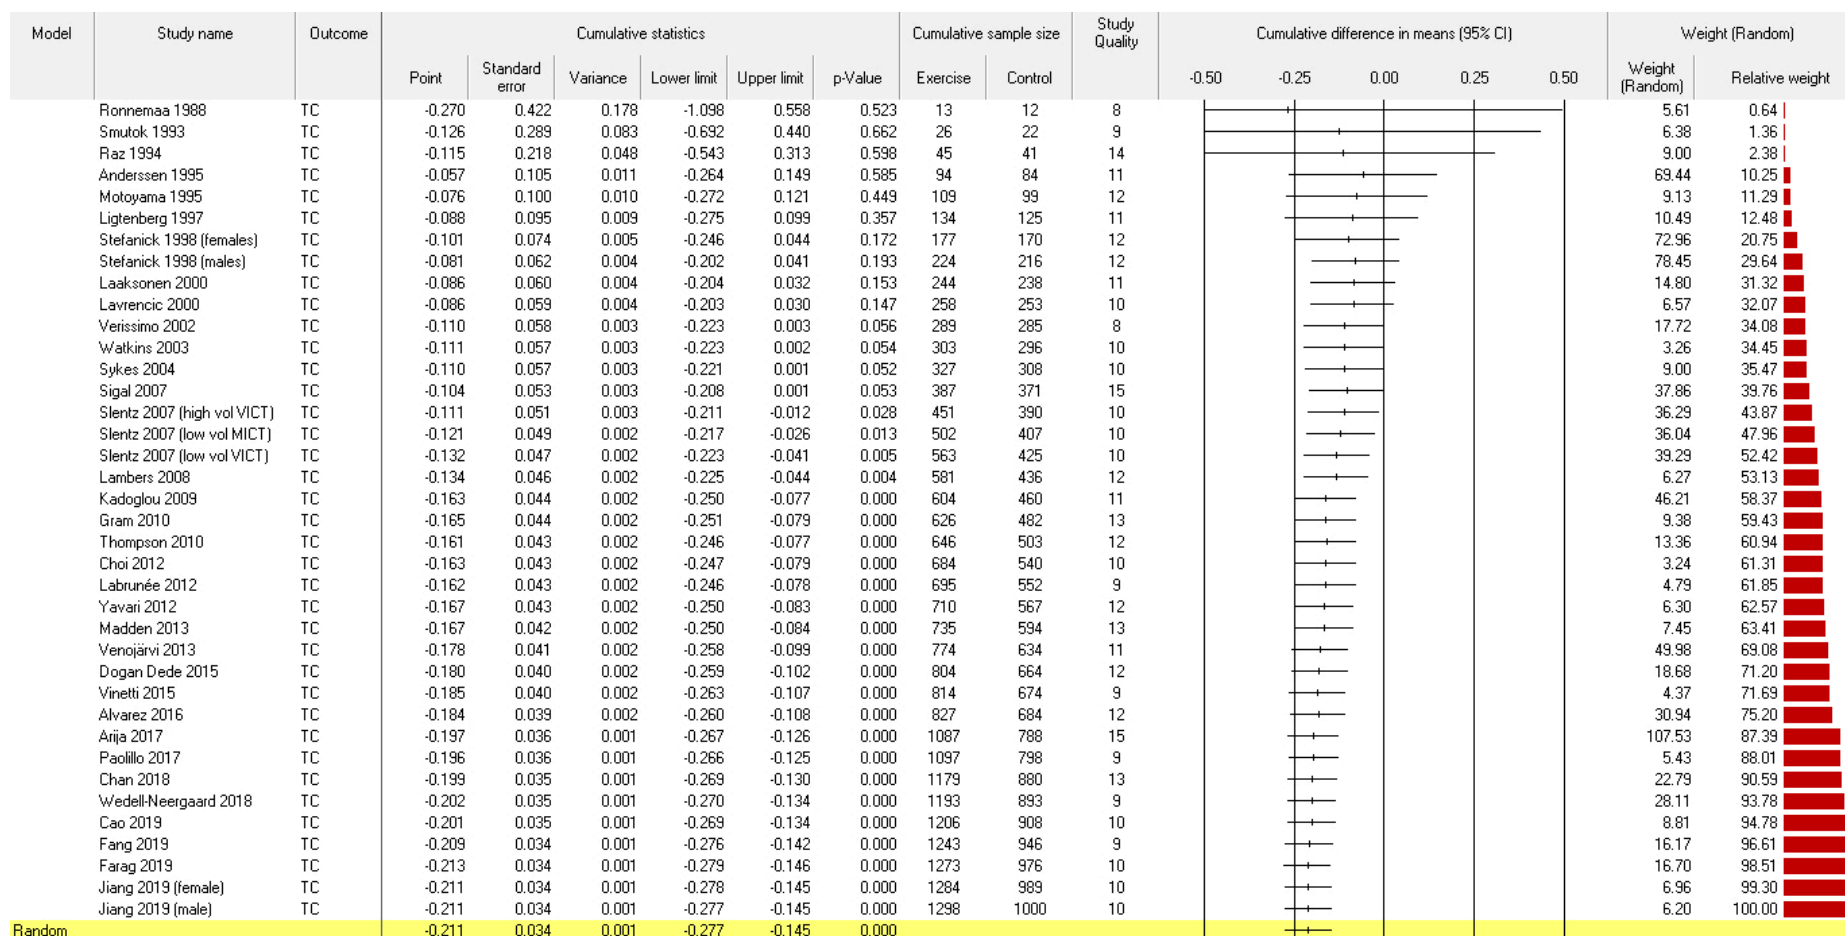 Model Study name Outcome Cumulative statistics Cumulative sample size Study Quality Cumulative difference in means (95% CI) Weight (Random)
Point Standard error Variance Lower limit Upper limit p-Value Exercise Control -0.50 -0.25 0.00 0.25 0.50 Weight (Random) Relative weight
Ronnemaa 1988 TC -0.270 0.422 0.178 -1.098 0.558 0.523 13 12 8 5.61 0.64
Smutok 1993 TC -0.126 0.289 0.083 -0.692 0.440 0.662 26 22 9 6.38 1.36
Raz 1994 TC -0.115 0.218 0.048 -0.543 0.313 0.598 45 41 14 9.00 2.38
Anderssen 1995 TC -0.057 0.105 0.011 -0.264 0.149 0.585 94 84 11 69.44 10.25
Motoyama 1995 TC -0.076 0.100 0.010 -0.272 0.121 0.449 109 99 12 9.13 11.29
Ligtenberg 1997 TC -0.088 0.095 0.009 -0.275 0.099 0.357 134 125 11 10.49 12.48
Stefanick 1998 (females) TC -0.101 0.074 0.005 -0.246 0.044 0.172 177 170 12 72.96 20.75
Stefanick 1998 (males) TC -0.081 0.062 0.004 -0.202 0.041 0.193 224 216 12 78.45 29.64
Laaksonen 2000 TC -0.086 0.060 0.004 -0.204 0.032 0.153 244 238 11 14.80 31.32
Lavrencic 2000 TC -0.086 0.059 0.004 -0.203 0.030 0.147 258 253 10 6.57 32.07
Verissimo 2002 TC -0.110 0.058 0.003 -0.223 0.003 0.056 289 285 8 17.72 34.08
Watkins 2003 TC -0.111 0.057 0.003 -0.223 0.002 0.054 303 296 10 3.26 34.45
Sykes 2004 TC -0.110 0.057 0.003 -0.221 0.001 0.052 327 308 10 9.00 35.47
Sigal 2007 TC -0.104 0.053 0.003 -0.208 0.001 0.053 387 371 15 37.86 39.76
Slentz 2007 (high vol VICT) TC -0.111 0.051 0.003 -0.211 -0.012 0.028 451 390 10 36.29 43.87
Slentz 2007 (low vol MICT) TC -0.121 0.049 0.002 -0.217 -0.026 0.013 502 407 10 36.04 47.96
Slentz 2007 (low vol VICT) TC -0.132 0.047 0.002 -0.223 -0.041 0.005 563 425 10 39.29 52.42
Lambers 2008 TC -0.134 0.046 0.002 -0.225 -0.044 0.004 581 436 12 6.27 53.13
Kadoglou 2009 TC -0.163 0.044 0.002 -0.250 -0.077 0.000 604 460 11 46.21 58.37
Gram 2010 TC -0.165 0.044 0.002 -0.251 -0.079 0.000 626 482 13 9.38 59.43
Thompson 2010 TC -0.161 0.043 0.002 -0.246 -0.077 0.000 646 503 12 13.36 60.94
Choi 2012 TC -0.163 0.043 0.002 -0.247 -0.079 0.000 684 540 10 3.24 61.31
Labrunée 2012 TC -0.162 0.043 0.002 -0.246 -0.078 0.000 695 552 9 4.79 61.85
Yavari 2012 TC -0.167 0.043 0.002 -0.250 -0.083 0.000 710 567 12 6.30 62.57
Madden 2013 TC -0.167 0.042 0.002 -0.250 -0.084 0.000 735 594 13 7.45 63.41
Venojärvi 2013 TC -0.178 0.041 0.002 -0.258 -0.099 0.000 774 634 11 49.98 69.08
Dogan Dede 2015 TC -0.180 0.040 0.002 -0.259 -0.102 0.000 804 664 12 18.68 71.20
Vinetti 2015 TC -0.185 0.040 0.002 -0.263 -0.107 0.000 814 674 9 4.37 71.69
Alvarez 2016 TC -0.184 0.039 0.002 -0.260 -0.108 0.000 827 684 12 30.94 75.20
Arija 2017 TC -0.197 0.036 0.001 -0.267 -0.126 0.000 1087 788 15 107.53 87.39
Paolillo 2017 TC -0.196 0.036 0.001 -0.266 -0.125 0.000 1097 798 9 5.43 88.01
Chan 2018 TC -0.199 0.035 0.001 -0.269 -0.130 0.000 1179 880 13 22.79 90.59
Wedell-Neergaard 2018 TC -0.202 0.035 0.001 -0.270 -0.134 0.000 1193 893 9 28.11 93.78
Cao 2019 TC -0.201 0.035 0.001 -0.269 -0.134 0.000 1206 908 10 8.81 94.78
Fang 2019 TC -0.209 0.034 0.001 -0.276 -0.142 0.000 1243 946 9 16.17 96.61
Farag 2019 TC -0.213 0.034 0.001 -0.279 -0.146 0.000 1273 976 10 16.70 98.51
Jiang 2019 (female) TC -0.211 0.034 0.001 -0.278 -0.145 0.000 1284 989 10 6.96 99.30
Jiang 2019 (male) TC -0.211 0.034 0.001 -0.277 -0.145 0.000 1298 1000 10 6.20 100.00
Random -0.211 0.034 0.001 -0.277 -0.145 0.000